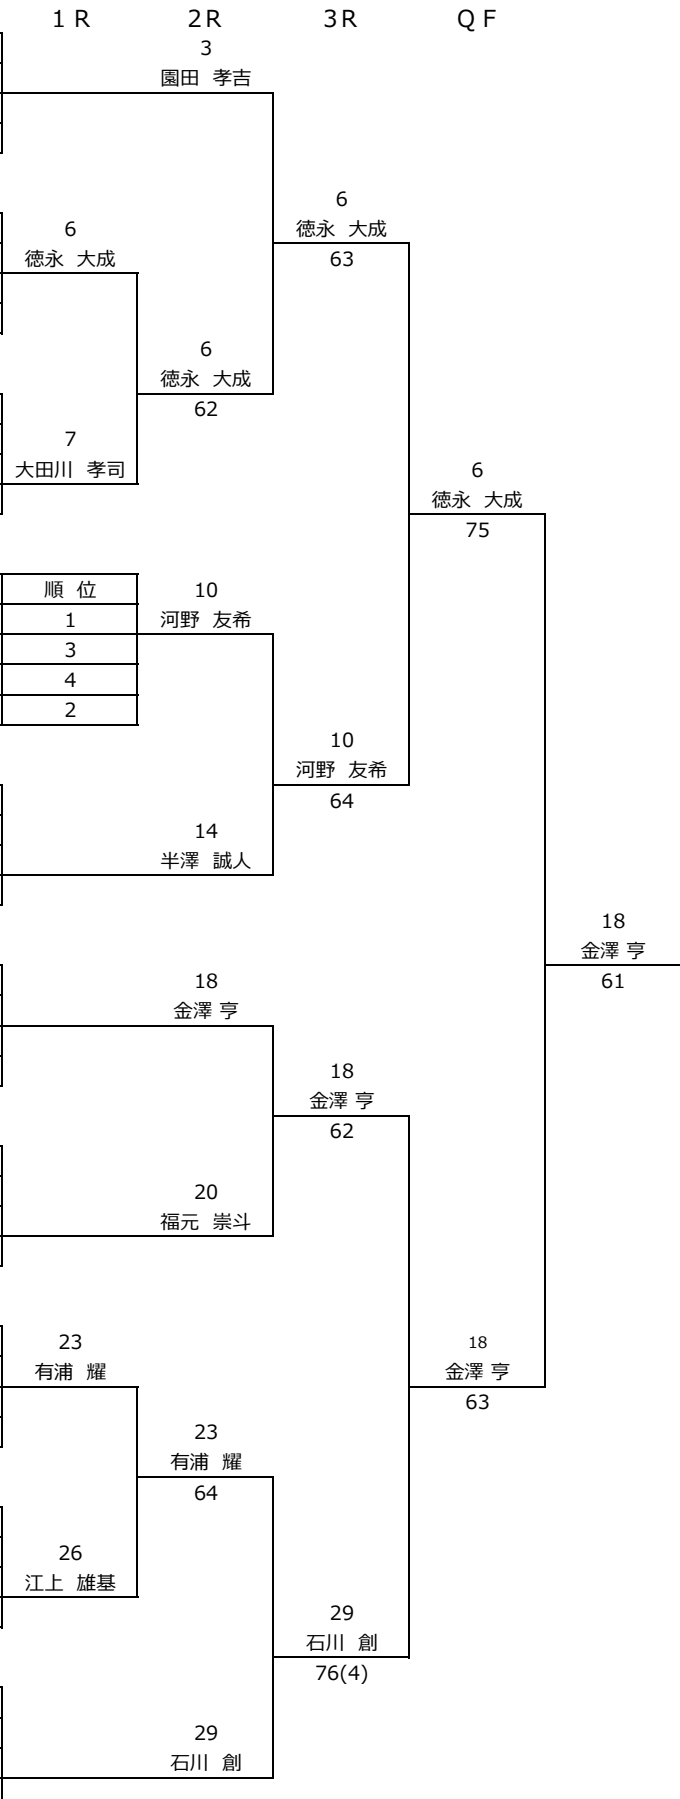 1 R 2 R 3 R Q F
3
園田 孝吉
6
徳永 大成
63
6
徳永 大成
6
徳永 大成
62
7
大田川 孝司
6
徳永 大成
75
順 位
1
3
4
2
10
河野 友希
10
河野 友希
64
14
半澤 誠人
18
金澤 亨
61
18
金澤 亨
18
金澤 亨
62
20
福元 崇斗
23
有浦 耀
18
金澤 亨
63
23
有浦 耀
64
26
江上 雄基
29
石川 創
76(4)
29
石川 創